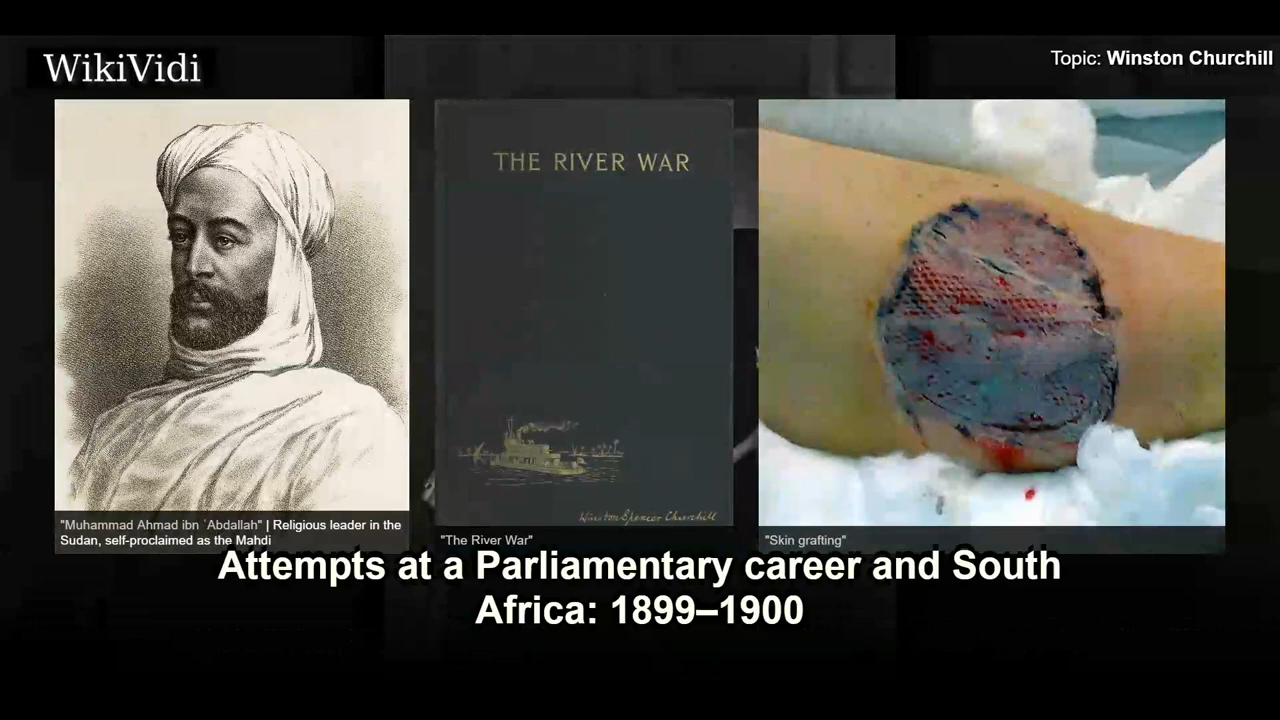 WikiVidi
Topic: Winston Churchill
THE RIVER WAR
Winston Spencer Churchill
"Muhammad Ahmad ibn ʿAbdallah" | Religious leader in the
Sudan, self-proclaimed as the Mahdi
"The River War"
"Skin grafting"
Attempts at a Parliamentary career and South
Africa: 1899–1900